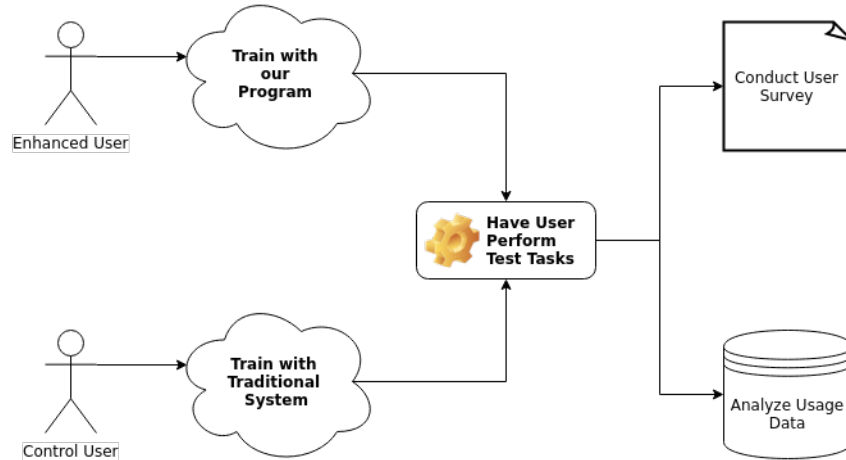 Train with
our
Program
Enhanced User
Conduct User
Survey
Have User
Perform
Test Tasks
Train with
Traditional
System
Control User
Analyze Usage
Data